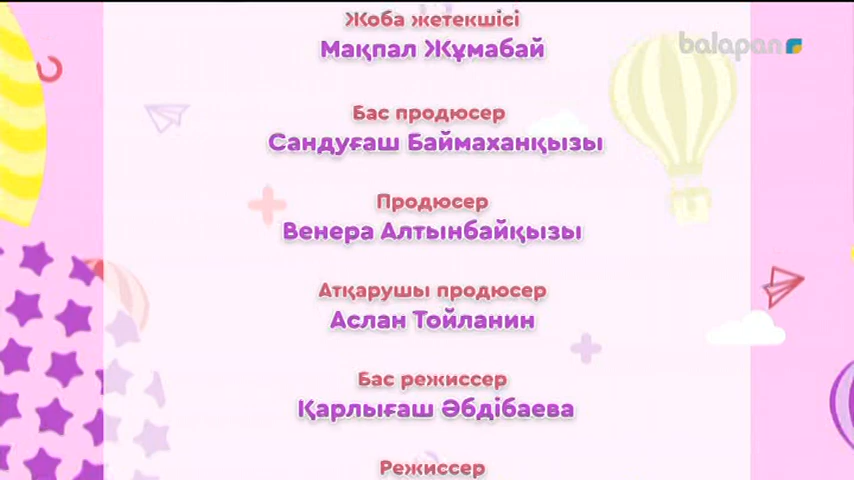 Жоба жетекшісі
balapan
Мақпал Жұмабай
Бас продюсер
Сандуғаш Баймаханқызы
Продюсер
Венера Алтынбайқызы
Атқарушы продюсер
Аслан Тойланин
Бас режиссер
Қарлығаш Әбдібаева
Режиссер